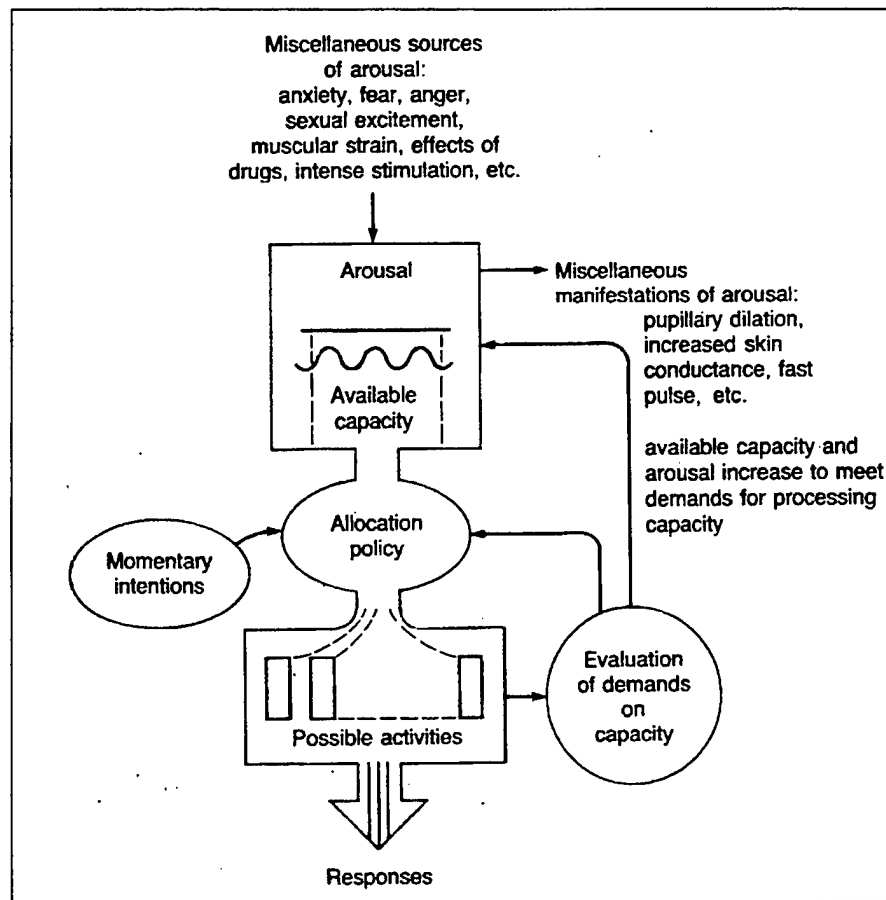 Miscellaneous sources
of arousal:
anxiety, fear, anger,
sexual excitement,
muscular strain, effects of
drugs, intense stimulation, etc.
Arousal
Miscellaneous
manifestations of arousal:
pupillary dilation,
increased skin
conductance, fast
pulse, etc.
Available
capacity
available capacity and
arousal increase to meet
demands for processing
capacity
Allocation
policy
Momentary
intentions
Evaluation
of demands
on
capacity
Possible activities
Responses